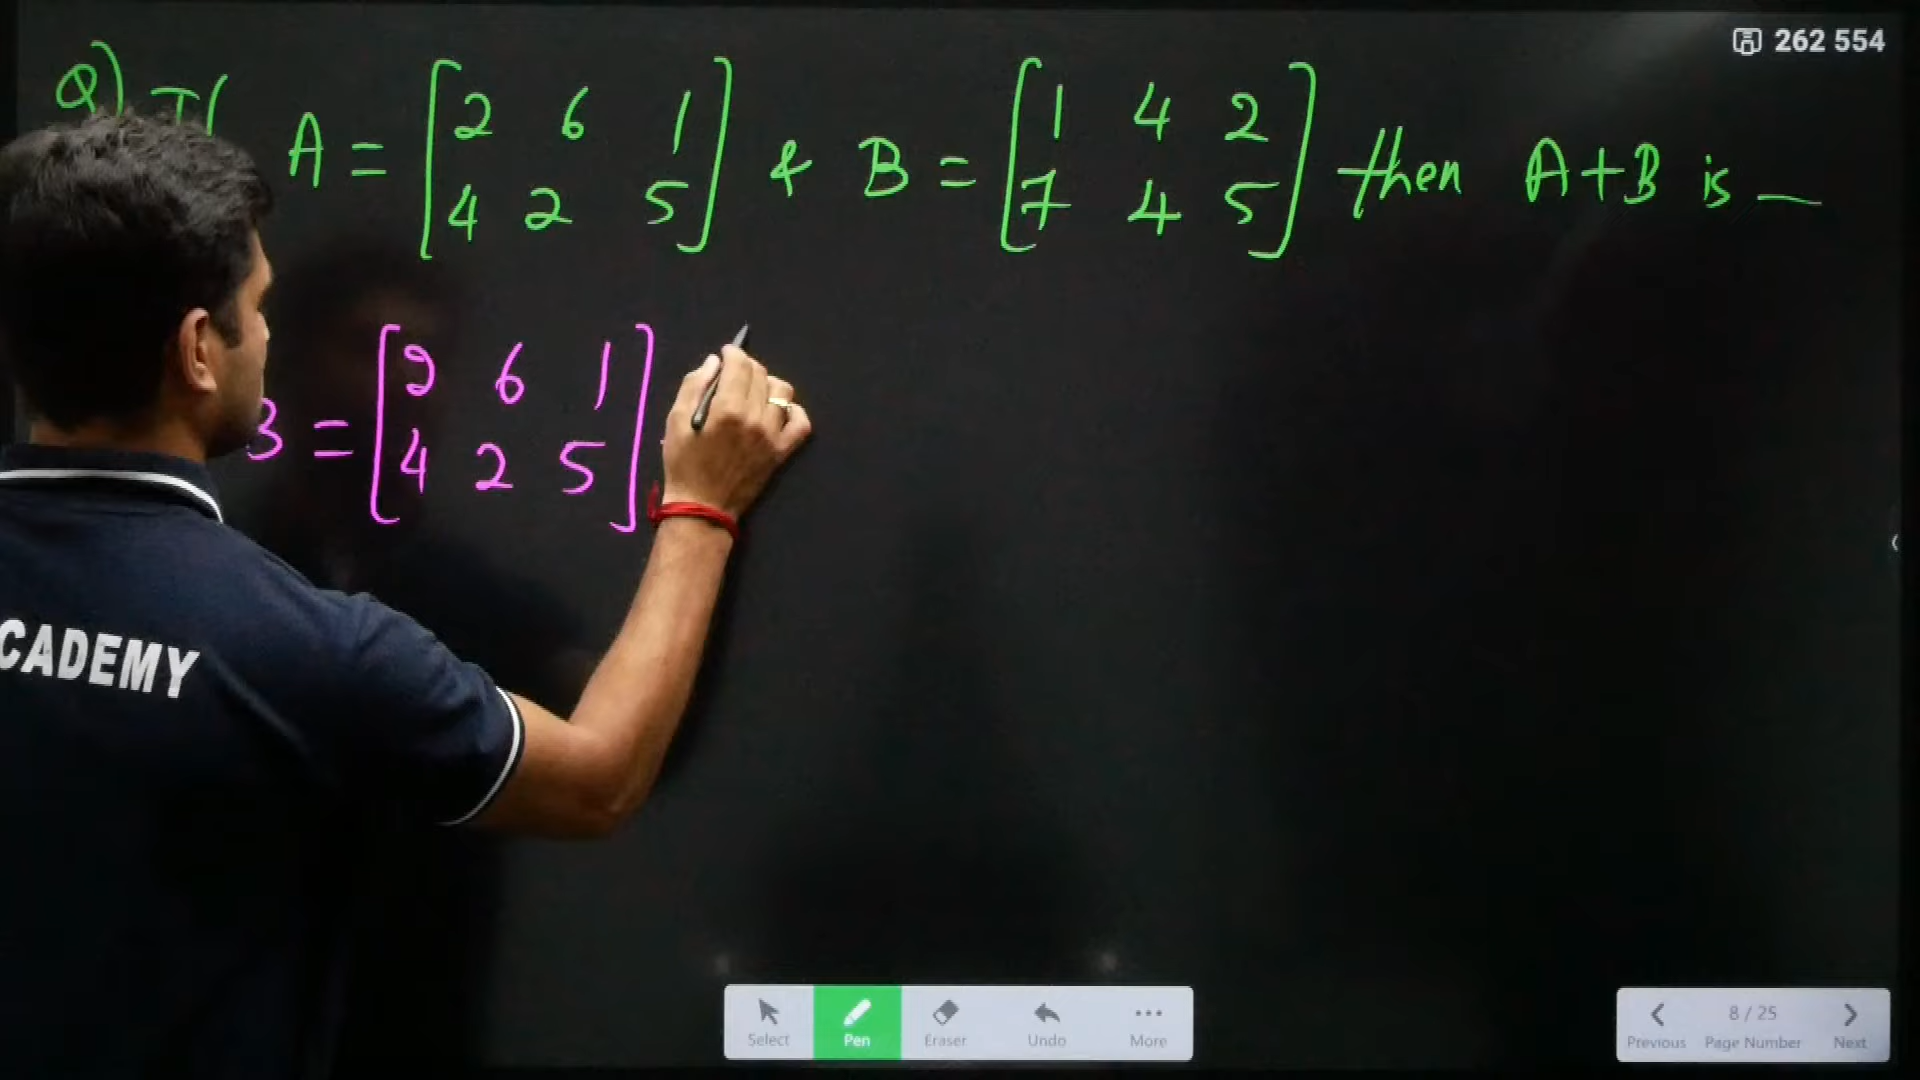 262 554
Q) If A = [2 6 1 4 2 5] & B = [1 4 2 7 4 5] then A+B is __
B = [2 6 1 4 2 5]
CADEMY
Select Pen Eraser Undo More
8 / 25
Previous Page Number Next